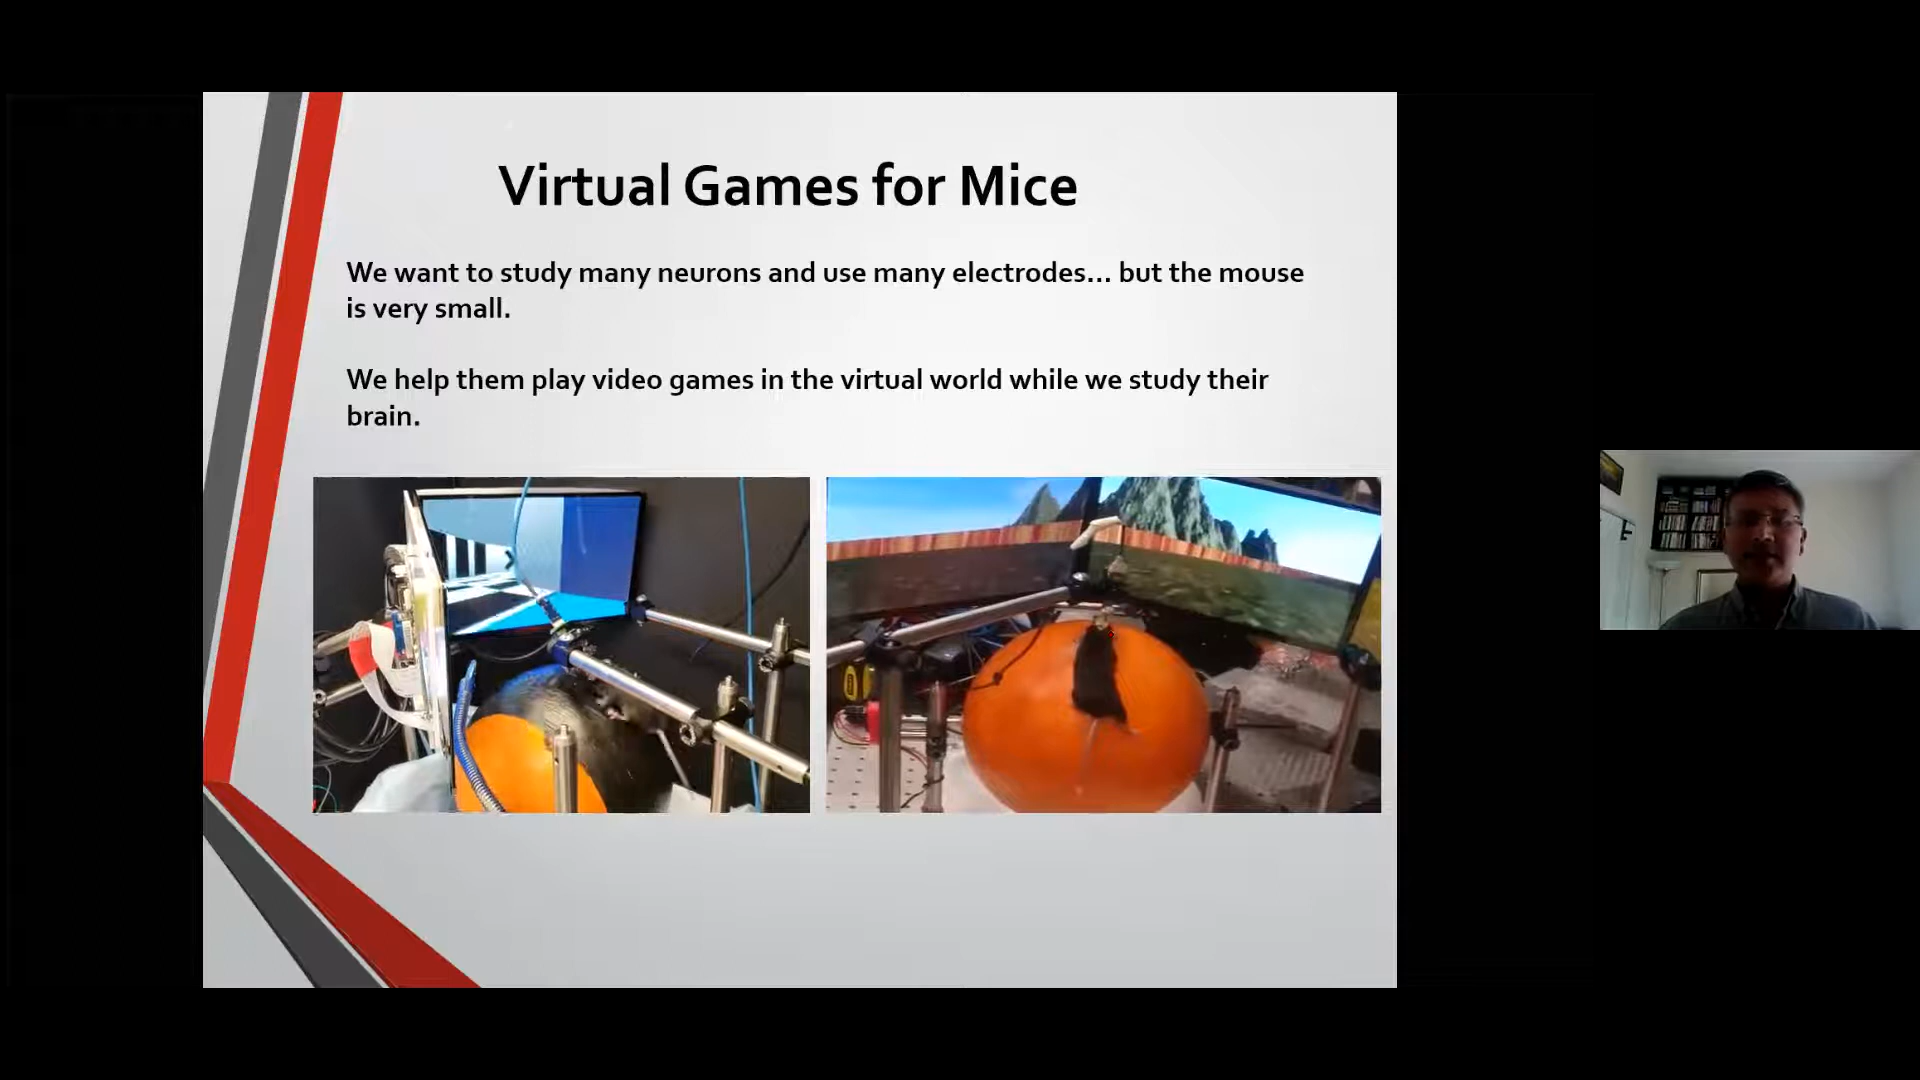 Virtual Games for Mice
We want to study many neurons and use many electrodes... but the mouse
is very small.
We help them play video games in the virtual world while we study their
brain.